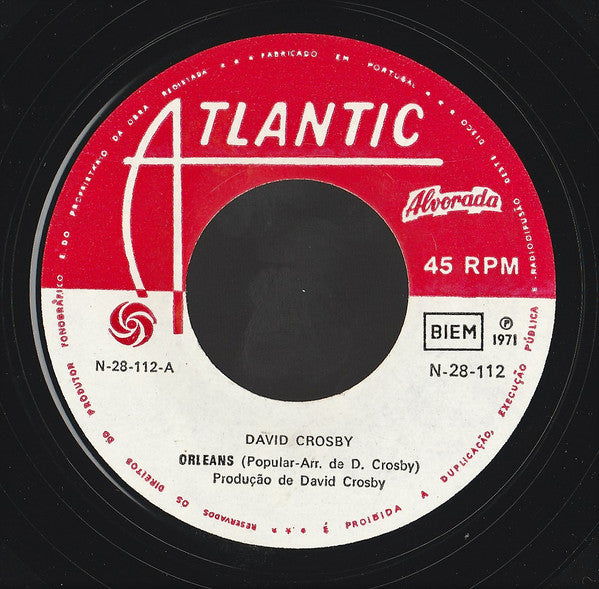 ATLANTIC
Alvorada
45 RPM
BIEM
Ⓟ
1971
N-28-112-A
N-28-112
DAVID CROSBY
ORLEANS (Popular-Arr. de D. Crosby)
Produção de David Crosby
RESERVADOS OS DIREITOS DO PRODUTOR FONOGRÁFICO E DO PROPRIETÁRIO DA OBRA REGISTADA * * * FABRICADO EM PORTUGAL * * * DISCO DESTE E RADIODIFUSÃO PÚBLICA EXECUÇÃO, DUPLICAÇÃO, A PROIBIDA É * *